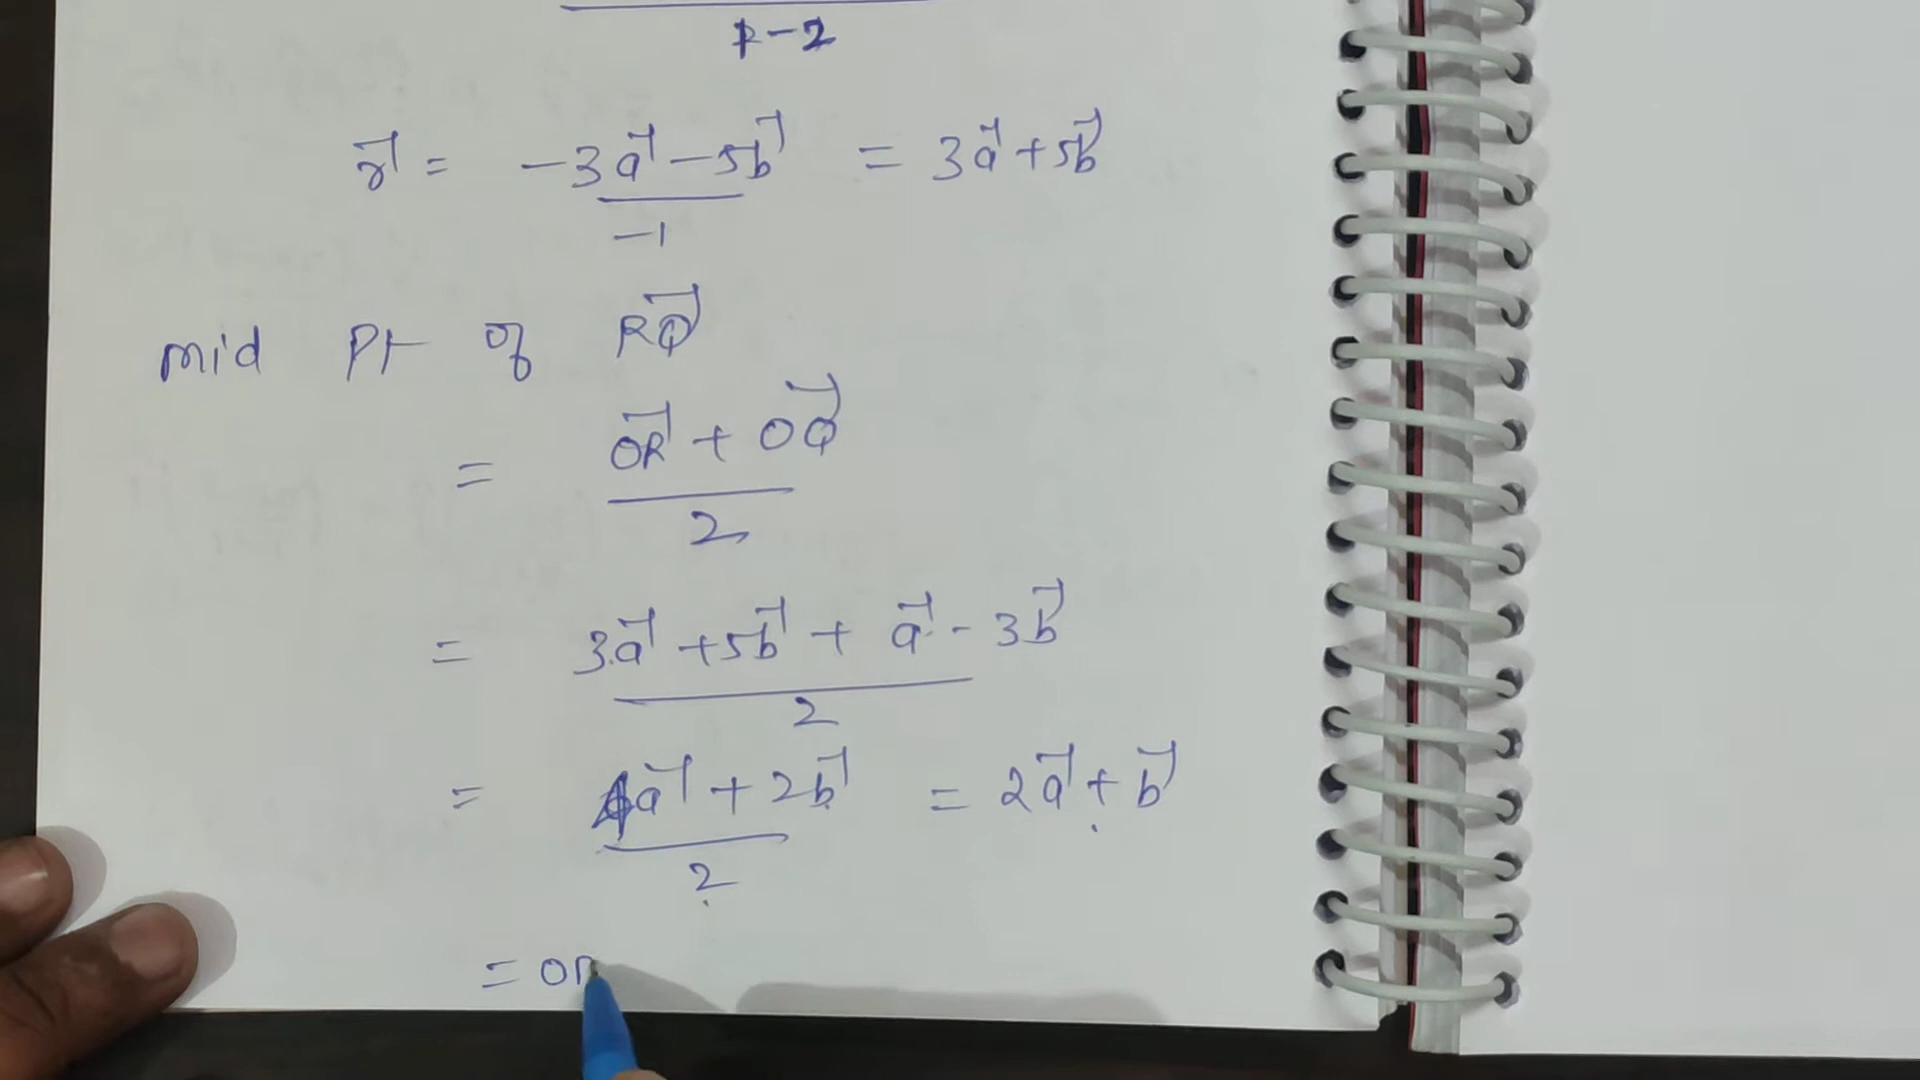 1-2
r⃗ = -3a⃗ - 5b⃗ / -1 = 3a⃗ + 5b⃗
mid Pt of RQ⃗
= OR⃗ + OQ⃗ / 2
= 3a⃗ + 5b⃗ + a⃗ - 3b⃗ / 2
= 4a⃗ + 2b⃗ / 2 = 2a⃗ + b⃗
= O